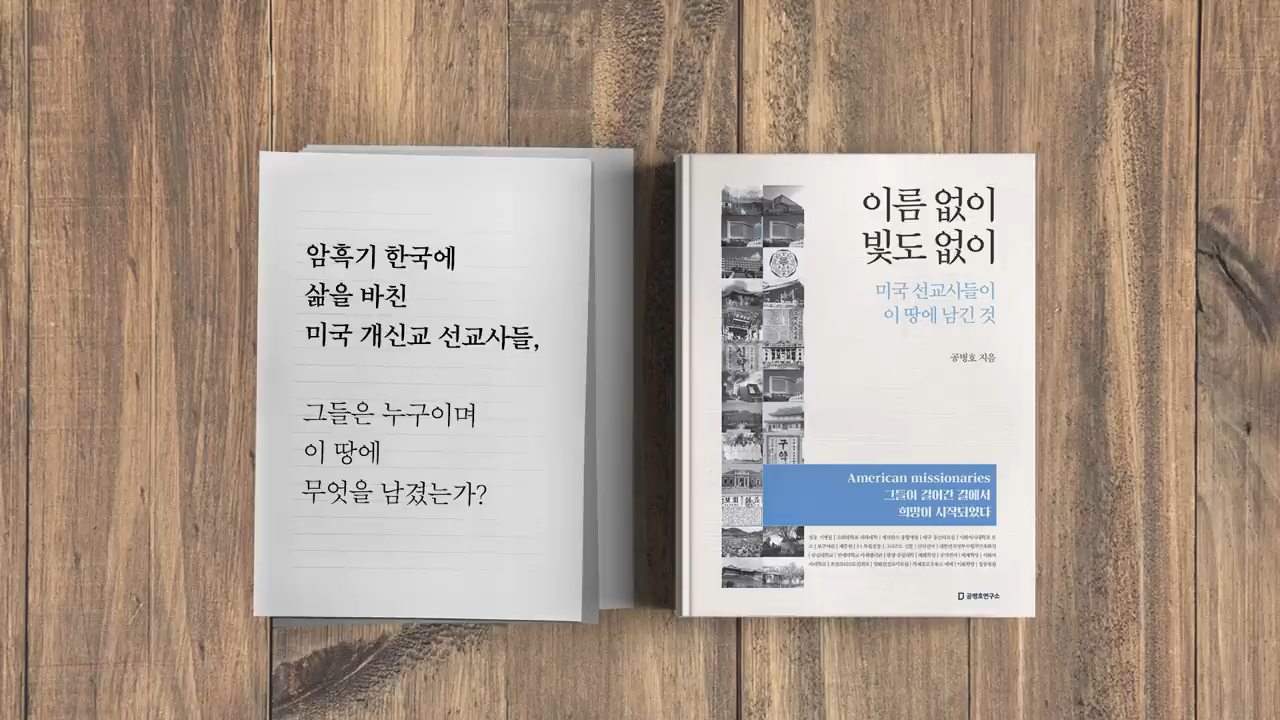 암흑기 한국에
삶을 바친
미국 개신교 선교사들,
그들은 누구이며
이 땅에
무엇을 남겼는가?
이름 없이
빛도 없이
미국 선교사들이
이 땅에 남긴 것
공병호 지음
구약
American missionaries
그들이 걸어간 길에서
희망이 시작되었다
공병호연구소